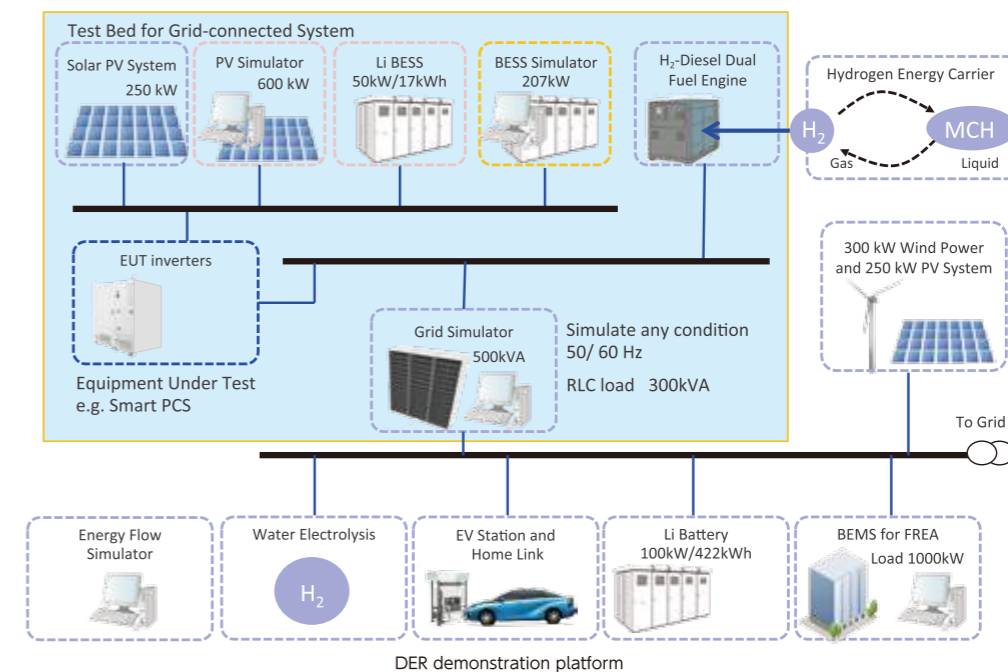 Test Bed for Grid-connected System
Solar PV System
250 kW
PV Simulator
600 kW
Li BESS
50kW/17kWh
BESS Simulator
207kW
H₂-Diesel Dual
Fuel Engine
Hydrogen Energy Carrier
H₂
MCH
Gas
Liquid
EUT inverters
Equipment Under Test
e.g. Smart PCS
Grid Simulator
500kVA
Simulate any condition
50/ 60 Hz
RLC load 300kVA
300 kW Wind Power
and 250 kW PV System
To Grid
Energy Flow
Simulator
Water Electrolysis
H₂
EV Station and
Home Link
Li Battery
100kW/422kWh
BEMS for FREA
Load 1000kW
DER demonstration platform